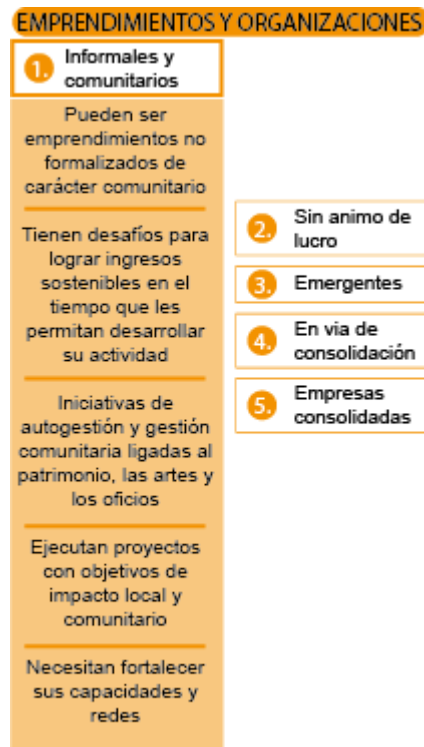 EMPRENDIMIENTOS Y ORGANIZACIONES
1. Informales y
comunitarios
Pueden ser
emprendimientos no
formalizados de
carácter comunitario
Tienen desafíos para
lograr ingresos
sostenibles en el
tiempo que les
permitan desarrollar
su actividad
Iniciativas de
autogestión y gestión
comunitaria ligadas al
patrimonio, las artes y
los oficios
Ejecutan proyectos
con objetivos de
impacto local y
comunitario
Necesitan fortalecer
sus capacidades y
redes
2. Sin animo de
lucro
3. Emergentes
4. En via de
consolidación
5. Empresas
consolidadas